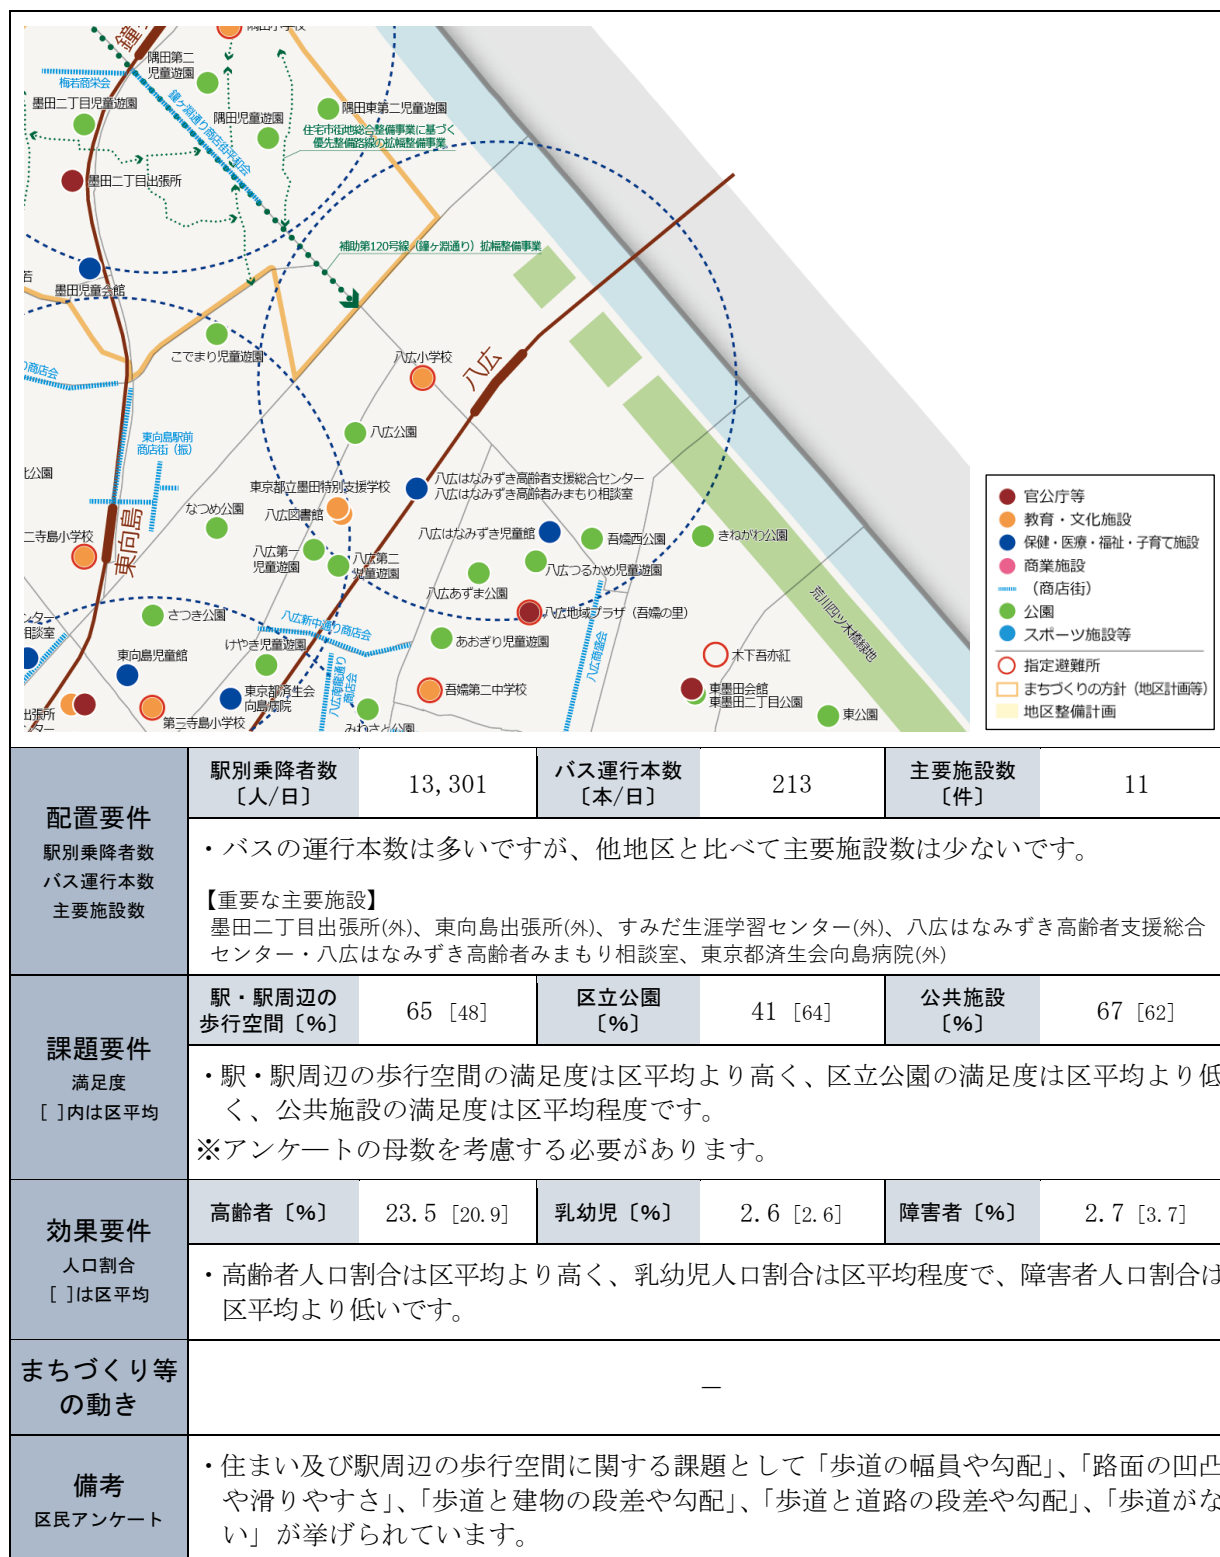 隅田小学校
隅田第二
児童遊園
梅若商栄会
墨田二丁目児童遊園
鐘ヶ淵通り商店街平和会
隅田児童遊園
隅田東第二児童遊園
住宅市街地総合整備事業に基づく
優先整備路線の拡幅整備事業
墨田二丁目出張所
補助第120号線（鐘ヶ淵通り）拡幅整備事業
墨田児童会館
こでまり児童遊園
八広小学校
八広
八広公園
東向島駅前
商店街（振）
東向島
八広はなみずき高齢者支援総合センター
八広はなみずき高齢者みまもり相談室
東京都立墨田特別支援学校
八広図書館
なつめ公園
八広はなみずき児童館
吾嬬西公園
きねがわ公園
二寺島小学校
八広第一
児童遊園
八広第二
児童遊園
八広つるかめ児童遊園
八広あずま公園
荒川四ツ木橋緑地
さつき公園
八広新中通り商店会
八広地域プラザ（吾嬬の里）
相談室
東向島児童館
けやき児童遊園
あおぎり児童遊園
八広商盛会
木下吾亦紅
東京都済生会
向島病院
商店会
吾嬬第二中学校
東墨田会館
東墨田二丁目公園
出張所
第三寺島小学校
みわさと公園
東公園
官公庁等
教育・文化施設
保健・医療・福祉・子育て施設
商業施設
（商店街）
公園
スポーツ施設等
指定避難所
まちづくりの方針（地区計画等）
地区整備計画
配置要件
駅別乗降者数
バス運行本数
主要施設数
駅別乗降者数
〔人/日〕
13,301
バス運行本数
〔本/日〕
213
主要施設数
〔件〕
11
・バスの運行本数は多いですが、他地区と比べて主要施設数は少ないです。
【重要な主要施設】
墨田二丁目出張所(外)、東向島出張所(外)、すみだ生涯学習センター(外)、八広はなみずき高齢者支援総合
センター・八広はなみずき高齢者みまもり相談室、東京都済生会向島病院(外)
課題要件
満足度
[ ]内は区平均
駅・駅周辺の
歩行空間〔%〕
65 [48]
区立公園
〔%〕
41 [64]
公共施設
〔%〕
67 [62]
・駅・駅周辺の歩行空間の満足度は区平均より高く、区立公園の満足度は区平均より低
く、公共施設の満足度は区平均程度です。
※アンケートの母数を考慮する必要があります。
効果要件
人口割合
[ ]は区平均
高齢者〔%〕
23.5 [20.9]
乳幼児〔%〕
2.6 [2.6]
障害者〔%〕
2.7 [3.7]
・高齢者人口割合は区平均より高く、乳幼児人口割合は区平均程度で、障害者人口割合は
区平均より低いです。
まちづくり等
の動き
－
備考
区民アンケート
・住まい及び駅周辺の歩行空間に関する課題として「歩道の幅員や勾配」、「路面の凹凸
や滑りやすさ」、「歩道と建物の段差や勾配」、「歩道と道路の段差や勾配」、「歩道がな
い」が挙げられています。